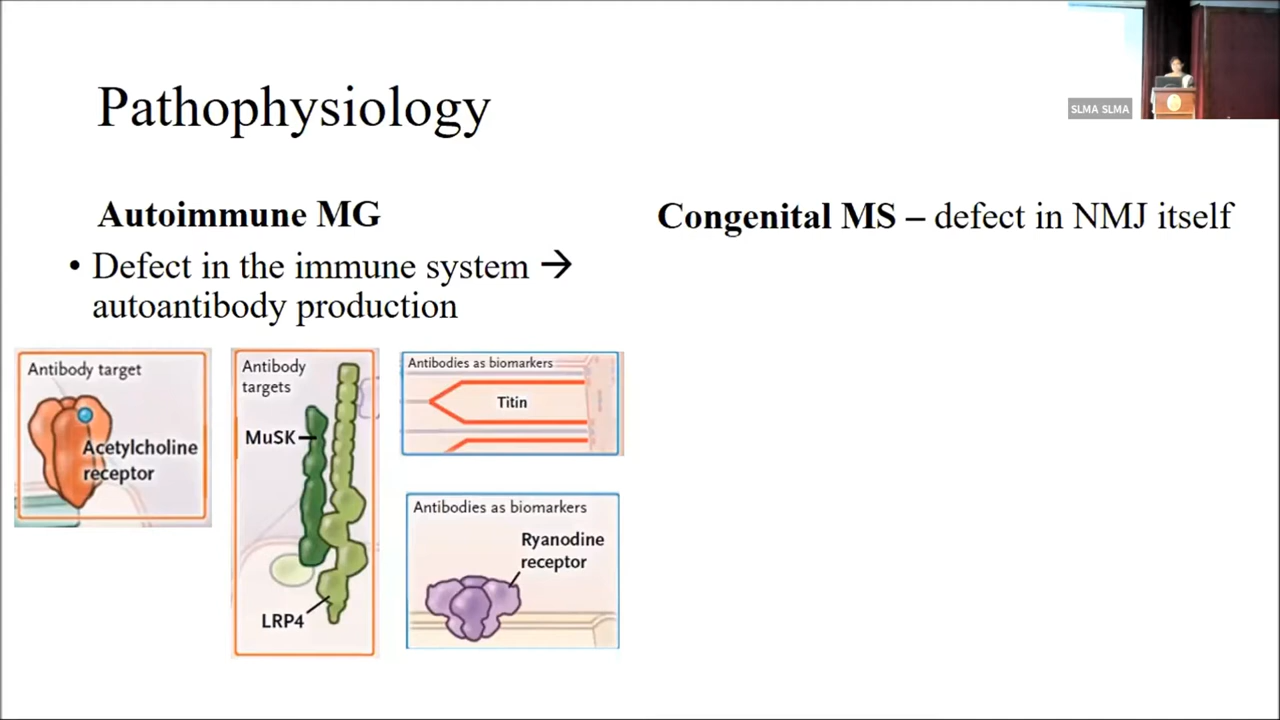 SLMA SLMA
Pathophysiology
Autoimmune MG
• Defect in the immune system →
autoantibody production
Congenital MS – defect in NMJ itself
Antibody target
Acetylcholine
receptor
Antibody
targets
MuSK
LRP4
Antibodies as biomarkers
Titin
Antibodies as biomarkers
Ryanodine
receptor